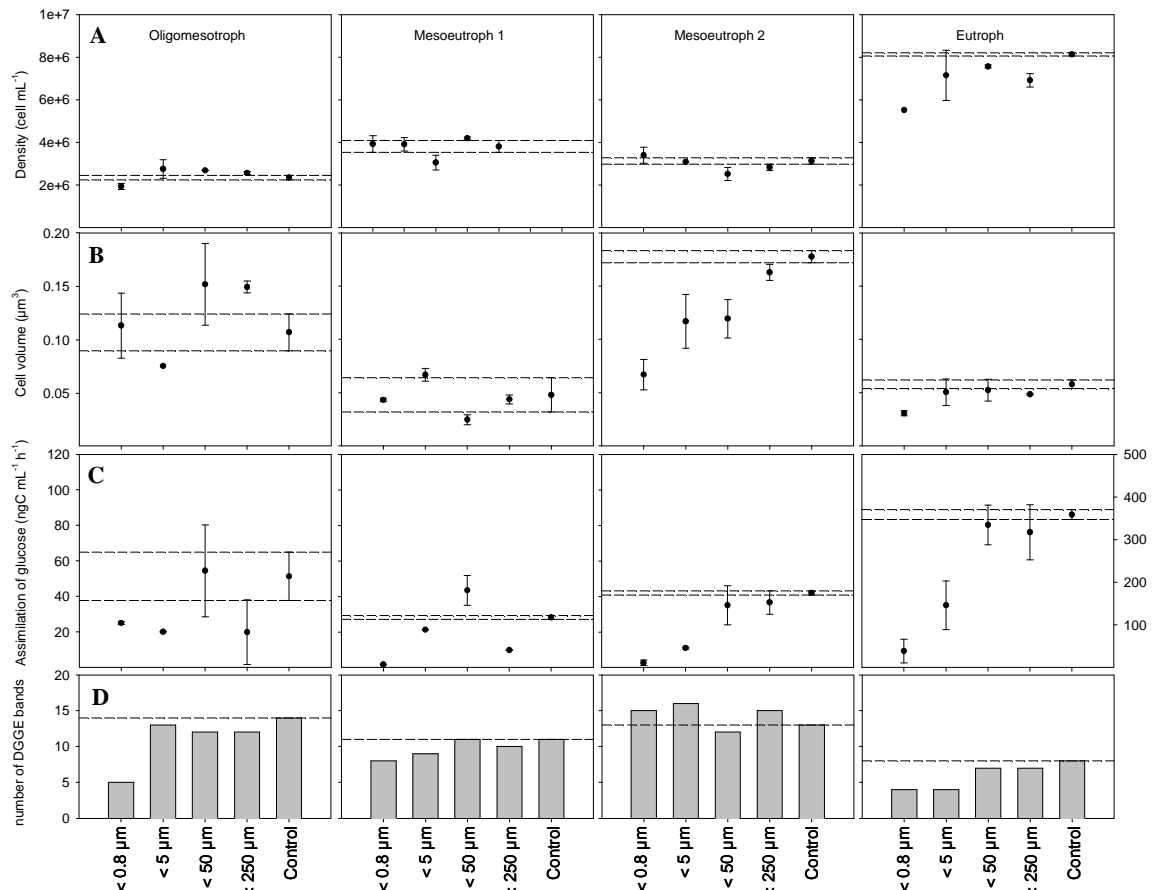 A
Oligomesotroph
Mesoeutroph 1
Mesoeutroph 2
Eutroph
Density (cell mL⁻¹)
1e+7
8e+6
6e+6
4e+6
2e+6
B
Cell volume (µm³)
0.20
0.15
0.10
0.05
C
Assimilation of glucose (ngC mL⁻¹ h⁻¹)
120
100
80
60
40
20
500
400
300
200
100
D
number of DGGE bands
20
15
10
5
0
< 0.8 µm
< 5 µm
< 50 µm
< 250 µm
Control
< 0.8 µm
< 5 µm
< 50 µm
< 250 µm
Control
< 0.8 µm
< 5 µm
< 50 µm
< 250 µm
Control
< 0.8 µm
< 5 µm
< 50 µm
< 250 µm
Control